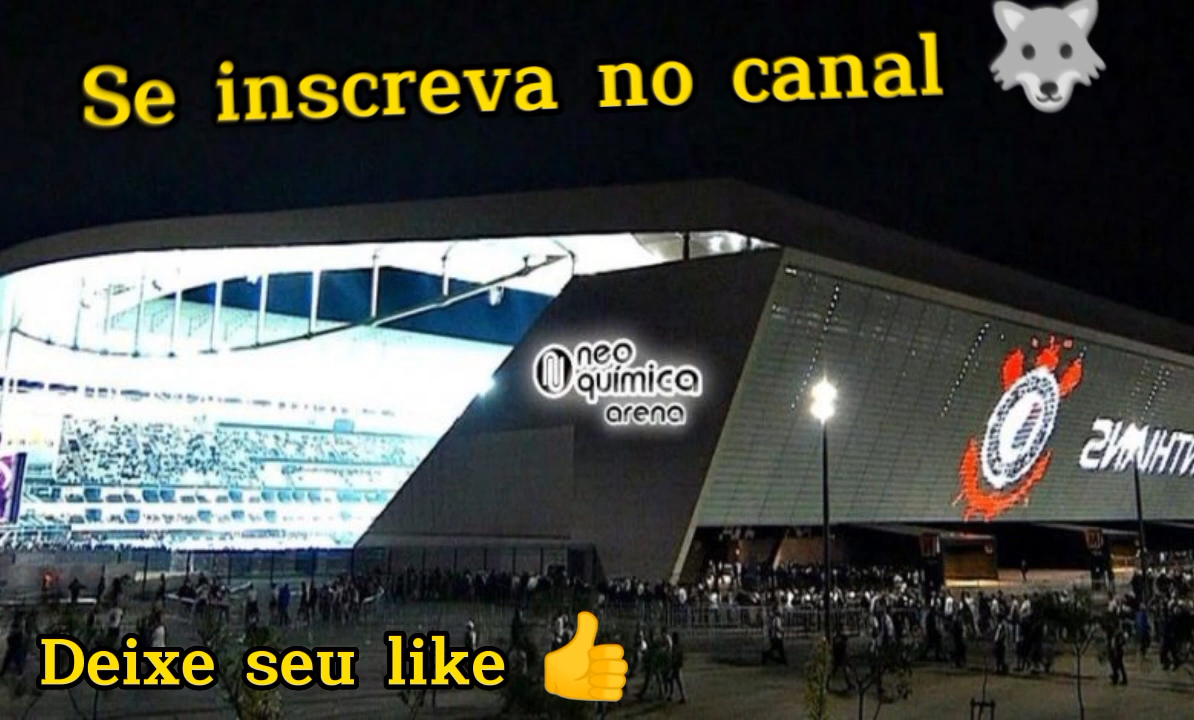 Se inscreva no canal
neo
química
arena
Deixe seu like